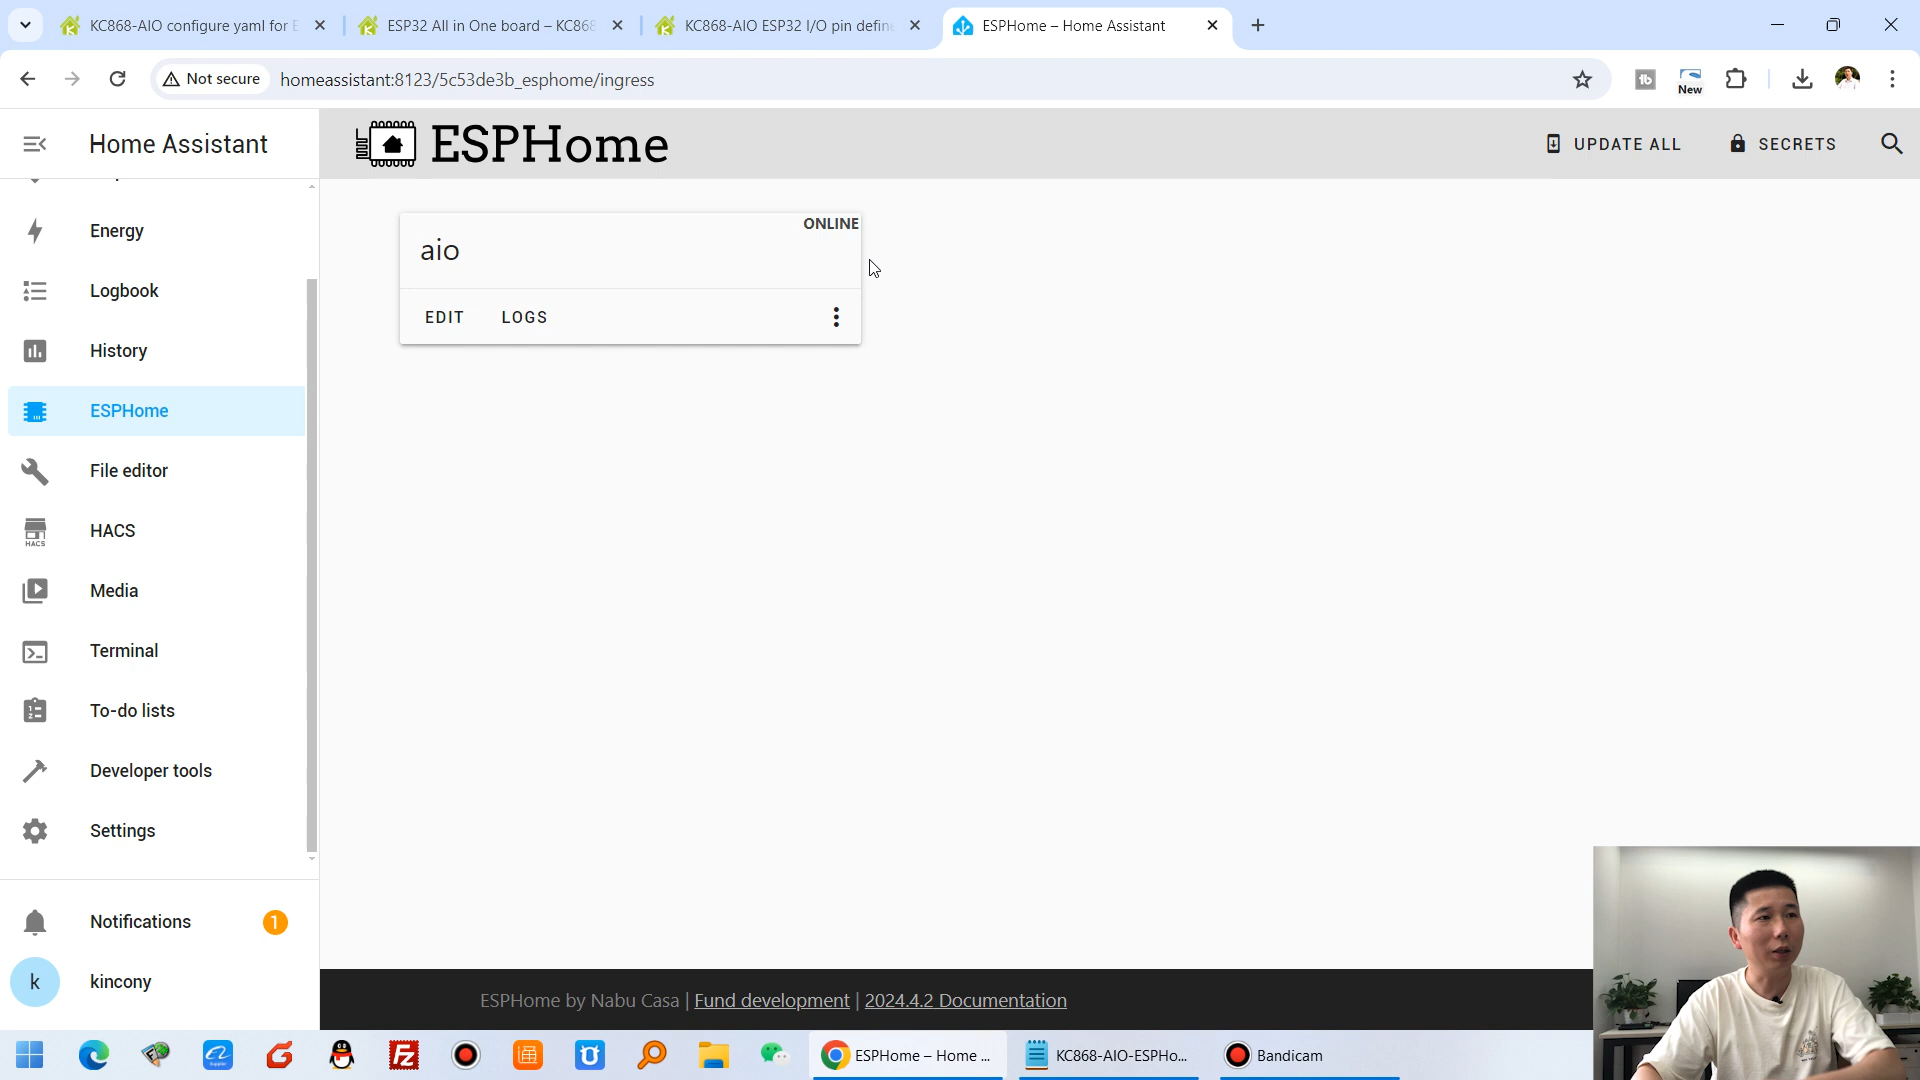 KC868-AIO configure yaml for E
ESP32 All in One board – KC868
KC868-AIO ESP32 I/O pin define
ESPHome – Home Assistant
Not secure
homeassistant:8123/5c53de3b_esphome/ingress
New
Home Assistant
ESPHome
UPDATE ALL
SECRETS
Energy
Logbook
History
ESPHome
File editor
HACS
HACS
Media
Terminal
To-do lists
Developer tools
Settings
Notifications
1
k
kincony
ONLINE
aio
EDIT
LOGS
ESPHome by Nabu Casa | Fund development | 2024.4.2 Documentation
ESPHome – Home ...
KC868-AIO-ESPHo...
Bandicam